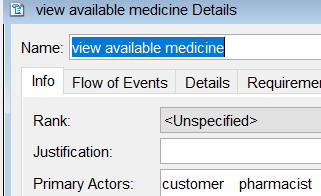 view available medicine Details
Name: view available medicine
Info Flow of Events Details
Rank: <Unspecified>
Justification:
Primary Actors: customer pharmacist